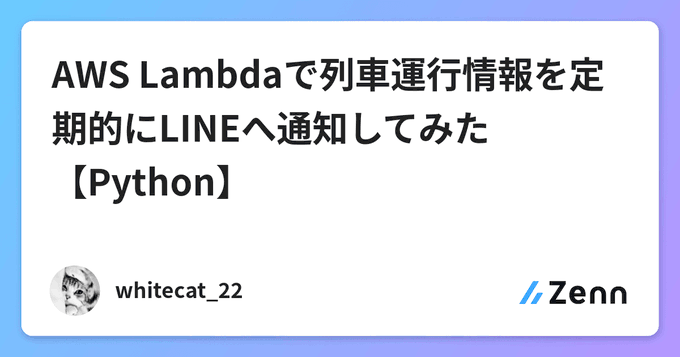 AWS Lambdaで列車運行情報を定
期的にLINEへ通知してみた
【Python】
whitecat_22
Zenn